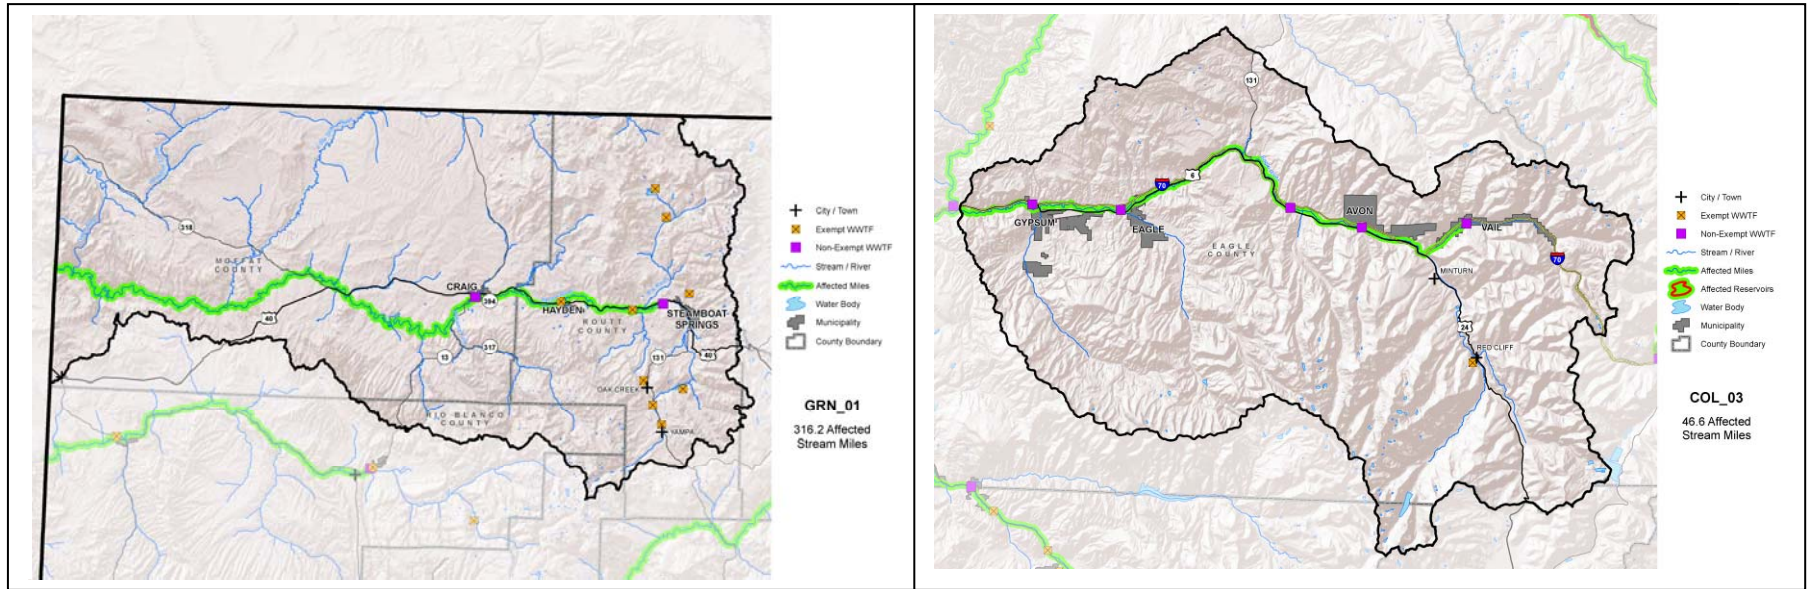 318
MOFFAT
COUNTY
CRAIG
394
40
HAYDEN
ROUTT
COUNTY
STEAMBOAT
SPRINGS
13
317
131
40
OAK CREEK
RIO BLANCO
COUNTY
YAMPA
City / Town
Exempt WWTF
Non-Exempt WWTF
Stream / River
Affected Miles
Water Body
Municipality
County Boundary
GRN_01
316.2 Affected
Stream Miles
131
6
70
GYPSUM
EAGLE
AVON
EAGLE
COUNTY
VAIL
70
MINTURN
24
RED CLIFF
City / Town
Exempt WWTF
Non-Exempt WWTF
Stream / River
Affected Miles
Affected Reservoirs
Water Body
Municipality
County Boundary
COL_03
46.6 Affected
Stream Miles